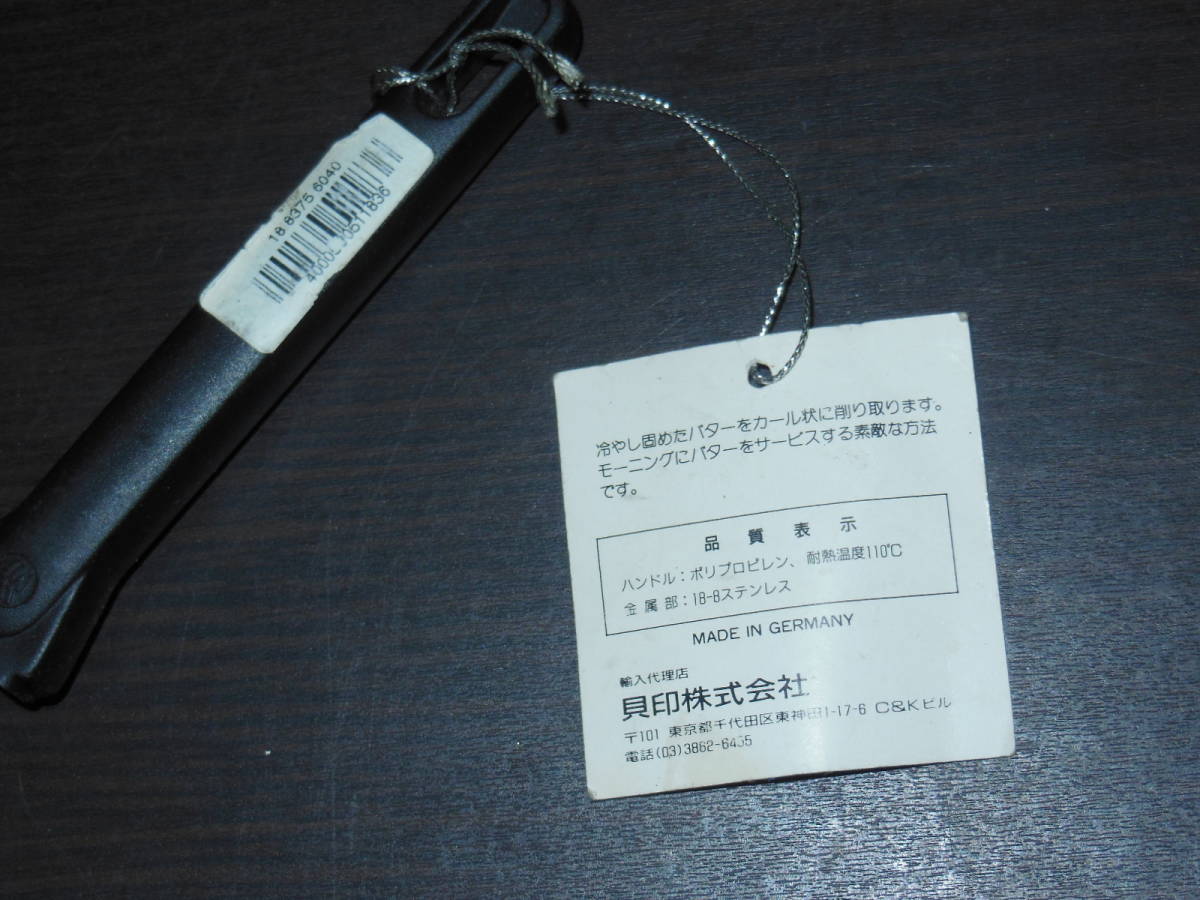 18 8375 6040
冷やし固めたバターをカール状に削り取ります。
モーニングにバターをサービスする素敵な方法
です。
品質表示
ハンドル：ポリプロピレン、耐熱温度110℃
金属部：18-8ステンレス
MADE IN GERMANY
輸入代理店
貝印株式会社
〒101 東京都千代田区東神田1-17-6 C&Kビル
電話(03)3862-6455